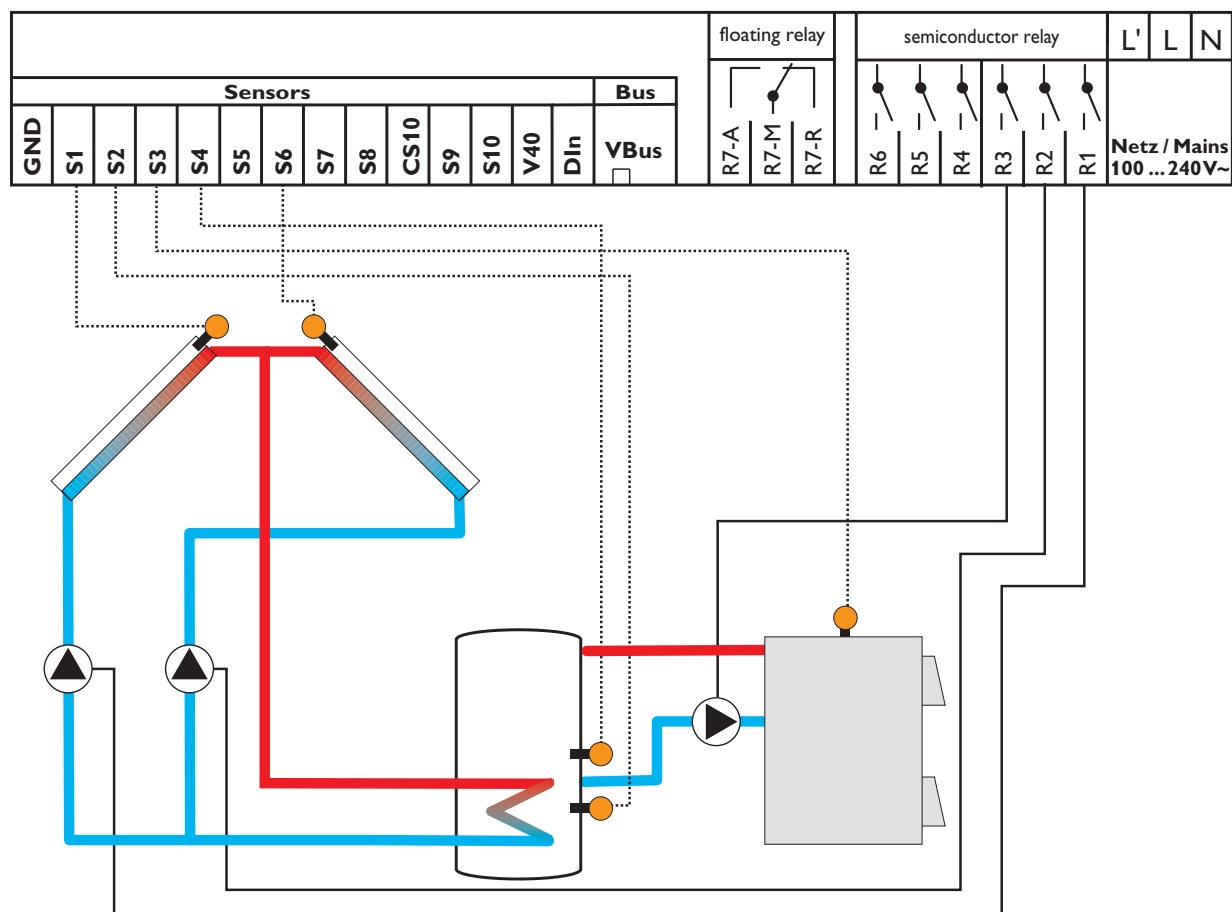 floating relay
semiconductor relay
L' L N
Sensors
Bus
GND
S1
S2
S3
S4
S5
S6
S7
S8
CS10
S9
S10
V40
DIn
VBus
R7-A
R7-M
R7-R
R6
R5
R4
R3
R2
R1
Netz / Mains
100 ... 240 V~